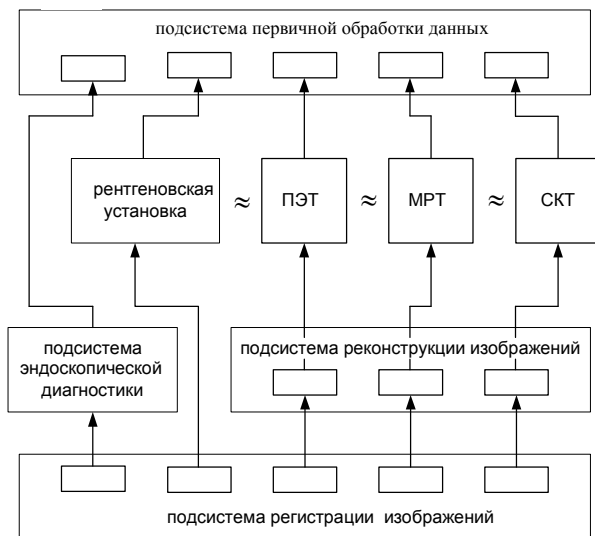 подсистема первичной обработки данных
рентгеновская
установка
≈
ПЭТ
≈
МРТ
≈
СКТ
подсистема
эндоскопической
диагностики
подсистема реконструкции изображений
подсистема регистрации изображений